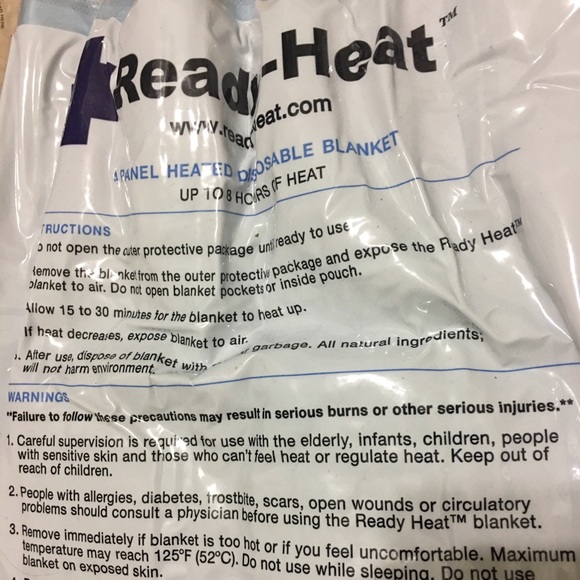 Ready-Heat™
www.readyheat.com
4 PANEL HEATED DISPOSABLE BLANKET
UP TO 8 HOURS OF HEAT
TRUCTIONS
o not open the outer protective package until ready to use
Remove the blanket from the outer protective package and expose the Ready Heat™
blanket to air. Do not open blanket pockets or inside pouch.
Allow 15 to 30 minutes for the blanket to heat up.
If heat decreases, expose blanket to air.
. After use, dispose of blanket with garbage. All natural ingredients;
will not harm environment.
WARNINGS
"Failure to follow these precautions may result in serious burns or other serious injuries.**
1. Careful supervision is required for use with the elderly, infants, children, people
with sensitive skin and those who can't feel heat or regulate heat. Keep out of
reach of children.
2. People with allergies, diabetes, frostbite, scars, open wounds or circulatory
problems should consult a physician before using the Ready Heat™ blanket.
3. Remove immediately if blanket is too hot or if you feel uncomfortable. Maximum
temperature may reach 125°F (52°C). Do not use while sleeping. Do not use
blanket on exposed skin.